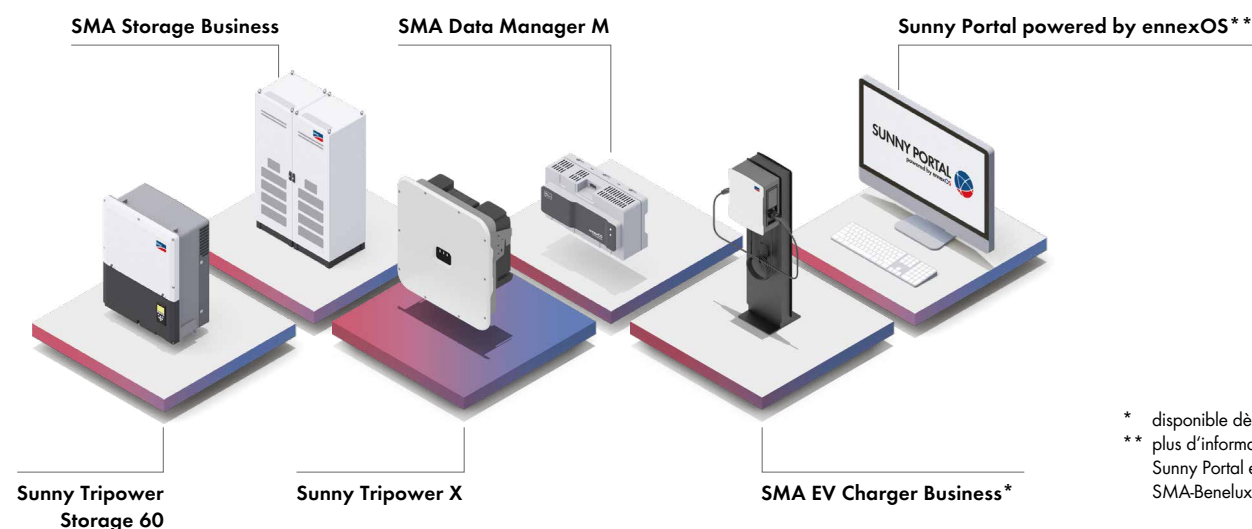 SMA Storage Business
SMA Data Manager M
Sunny Portal powered by ennexOS**
SUNNY PORTAL
powered by ennexOS
Sunny Tripower
Storage 60
Sunny Tripower X
SMA EV Charger Business*
* disponible dè
** plus d’informa
Sunny Portal e
SMA-Benelux